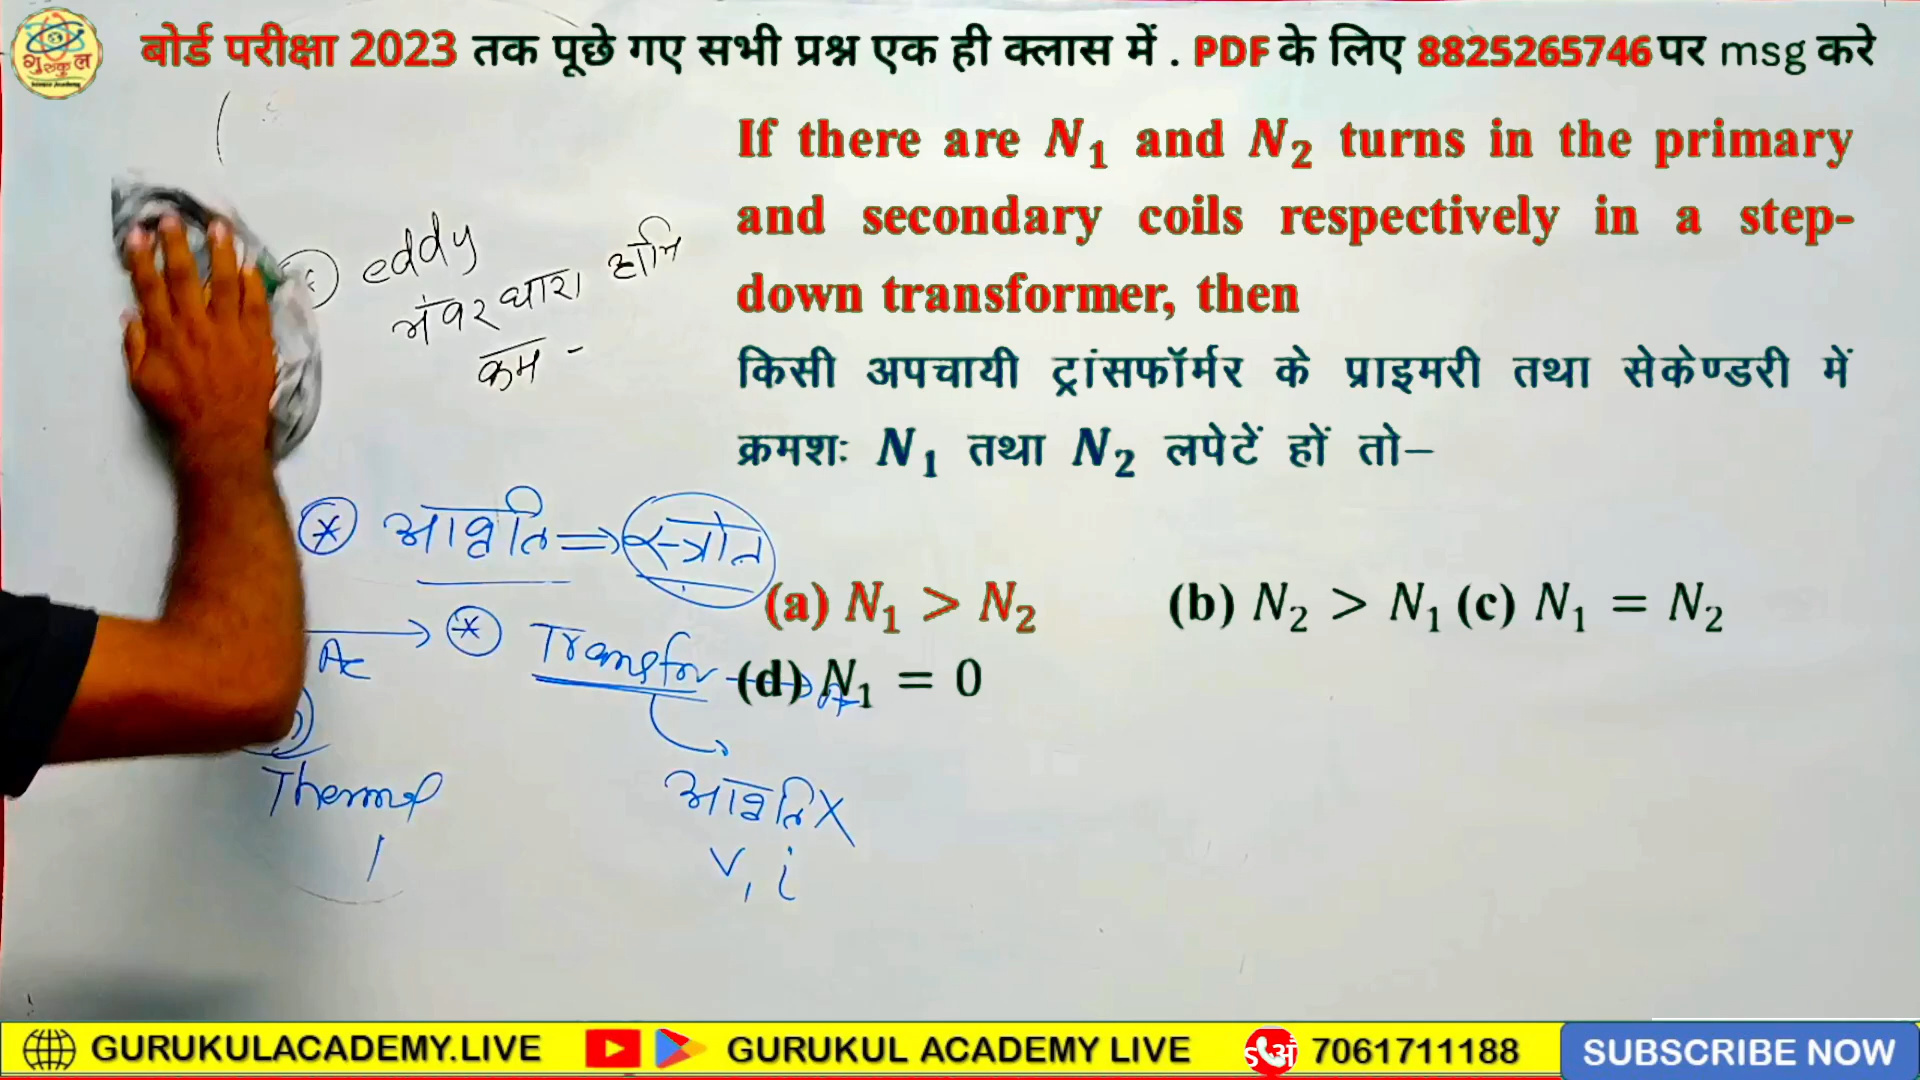 गुरुकुल
Science Academy
बोर्ड परीक्षा 2023 तक पूछे गए सभी प्रश्न एक ही क्लास में . PDF के लिए 8825265746 पर msg करे
If there are N₁ and N₂ turns in the primary
and secondary coils respectively in a step-
down transformer, then
किसी अपचायी ट्रांसफॉर्मर के प्राइमरी तथा सेकेण्डरी में
क्रमशः N₁ तथा N₂ लपेटें हों तो–
(a) N₁ > N₂ (b) N₂ > N₁ (c) N₁ = N₂
(d) N₁ = 0
eddy
भंवर धारा हानि
कम -
* आवृति ⇒ स्त्रोत
AC → * Transfor
आवृति X
V, i
GURUKULACADEMY.LIVE GURUKUL ACADEMY LIVE 7061711188 SUBSCRIBE NOW